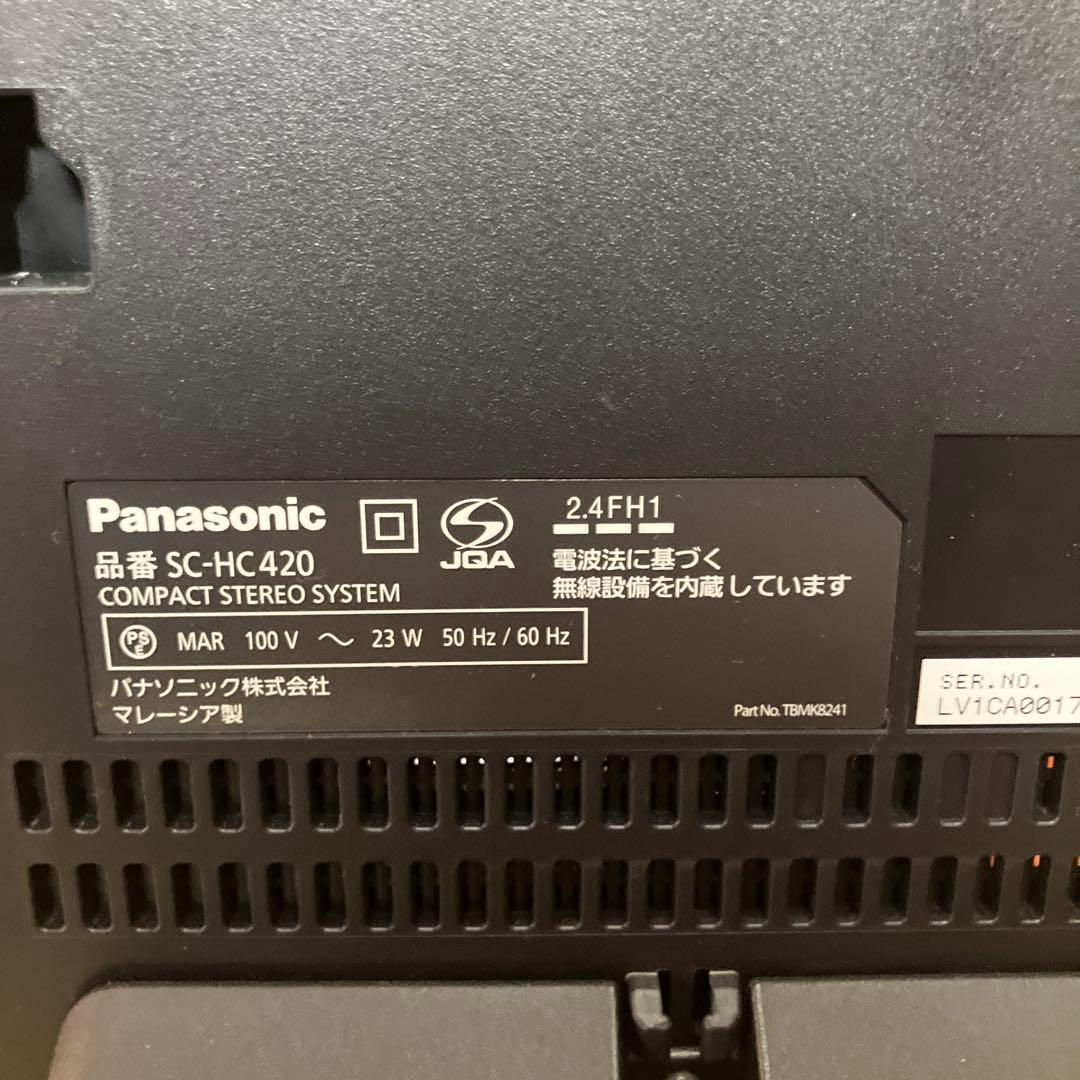 Panasonic
品番 SC-HC420
COMPACT STEREO SYSTEM
JQA
2.4FH1
電波法に基づく
無線設備を内蔵しています
PSE MAR 100 V ～ 23 W 50 Hz / 60 Hz
パナソニック株式会社
マレーシア製
Part No. TBMK8241
SER.NO.
LV1CA0017